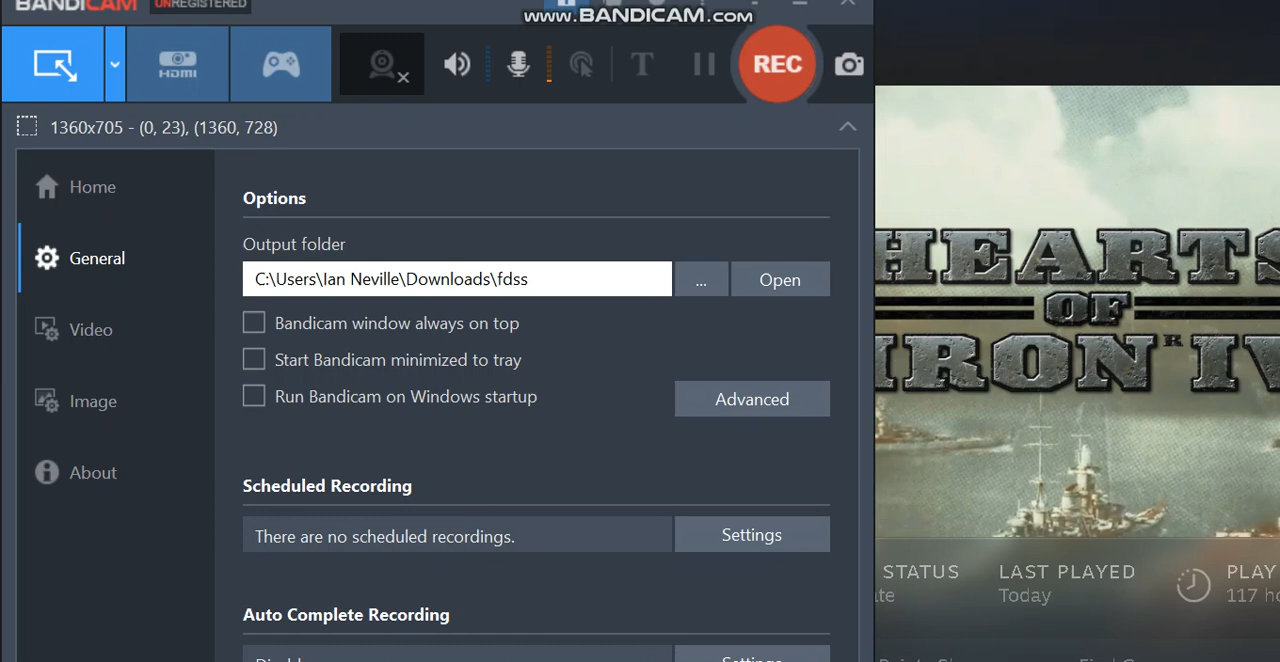 BANDICAM UNREGISTERED
www.BANDICAM.com
HDMI
T
REC
1360x705 - (0, 23), (1360, 728)
Home
General
Video
Image
About
Options
Output folder
C:\Users\Ian Neville\Downloads\fdss
... Open
Bandicam window always on top
Start Bandicam minimized to tray
Run Bandicam on Windows startup
Advanced
Scheduled Recording
There are no scheduled recordings.
Settings
Auto Complete Recording
Settings
HEARTS
OF
IRON IV
STATUS
LAST PLAYED
Today
PLAY
117